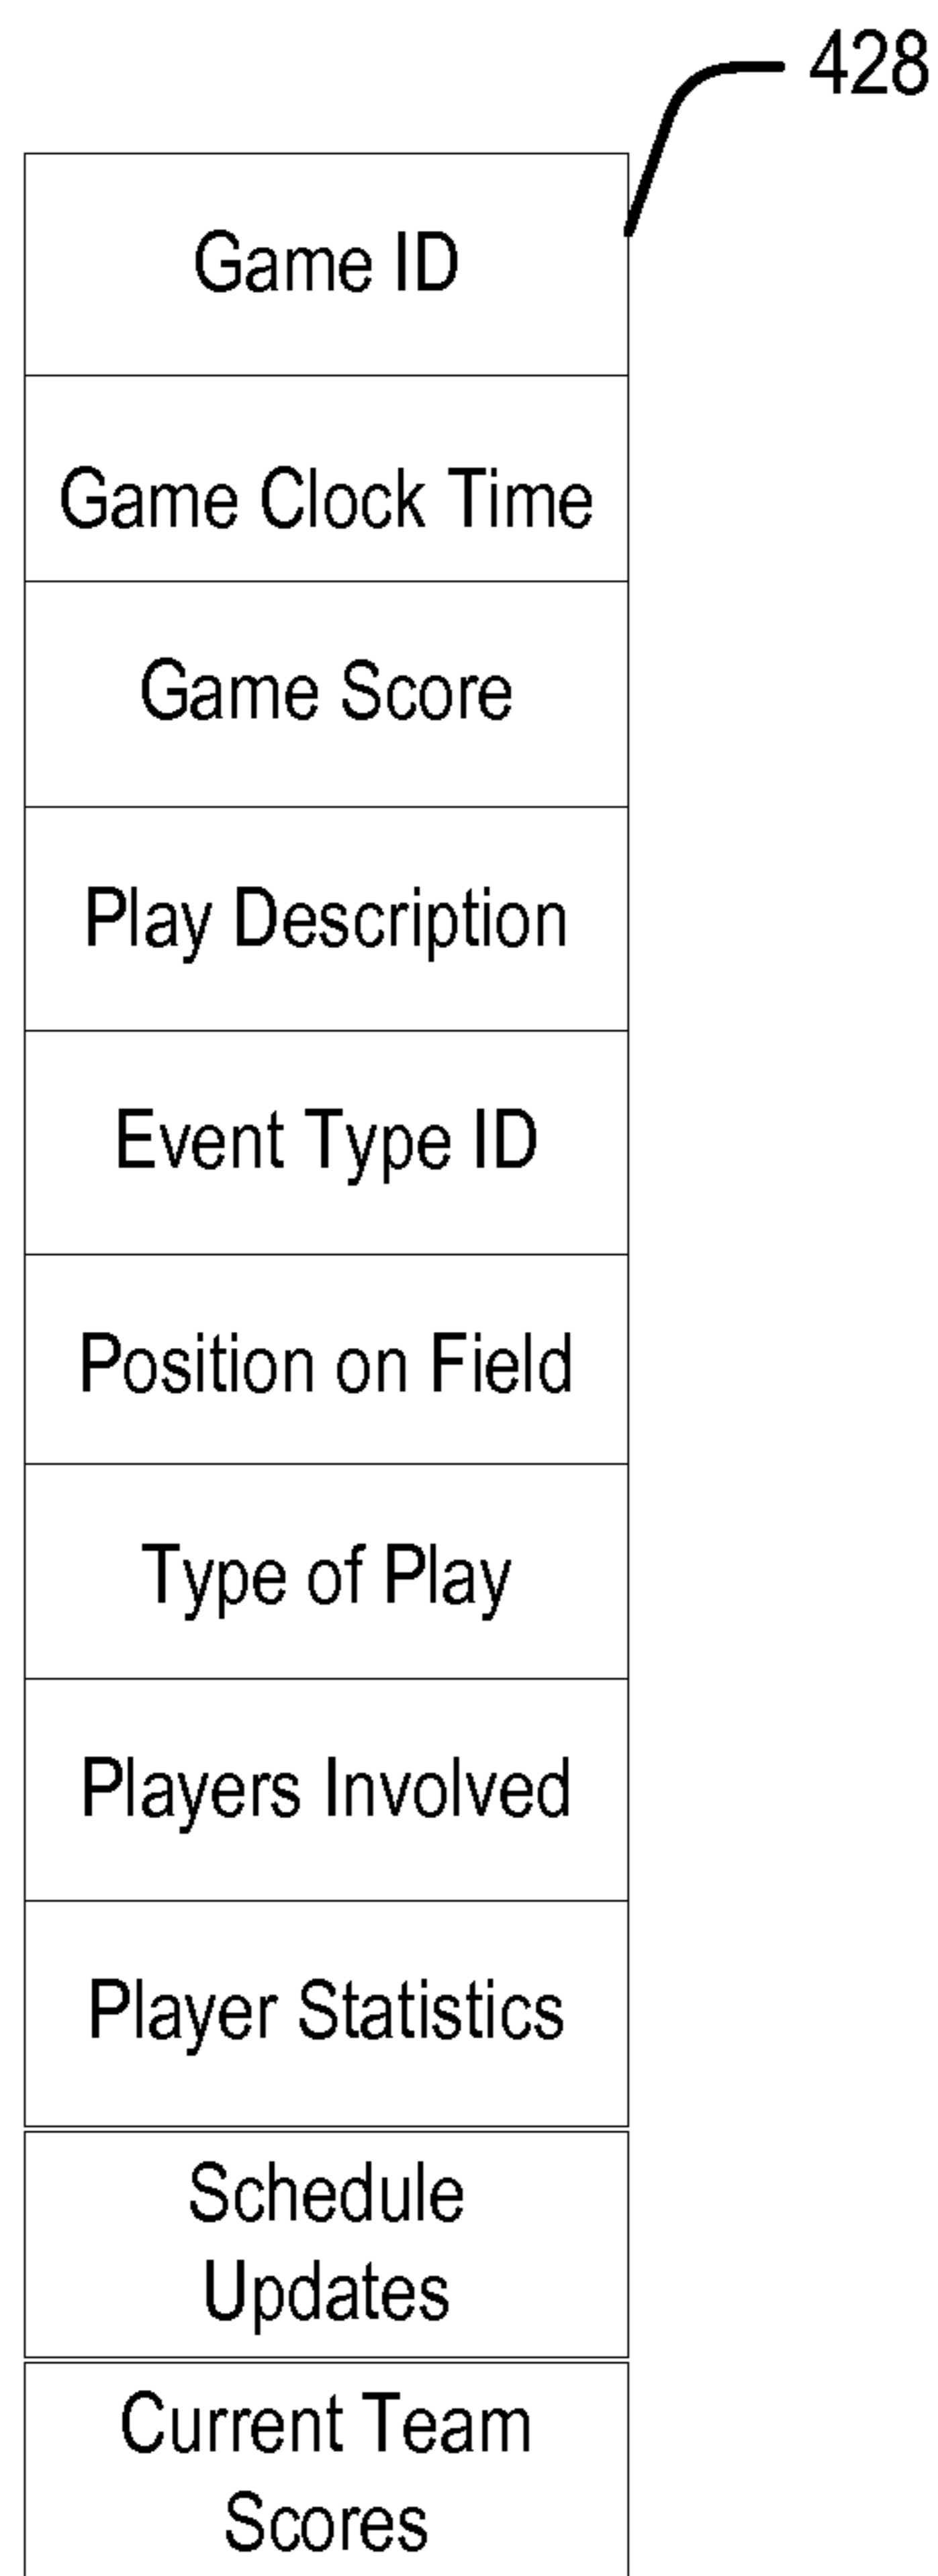 428
Game ID
Game Clock Time
Game Score
Play Description
Event Type ID
Position on Field
Type of Play
Players Involved
Player Statistics
Schedule
Updates
Current Team
Scores